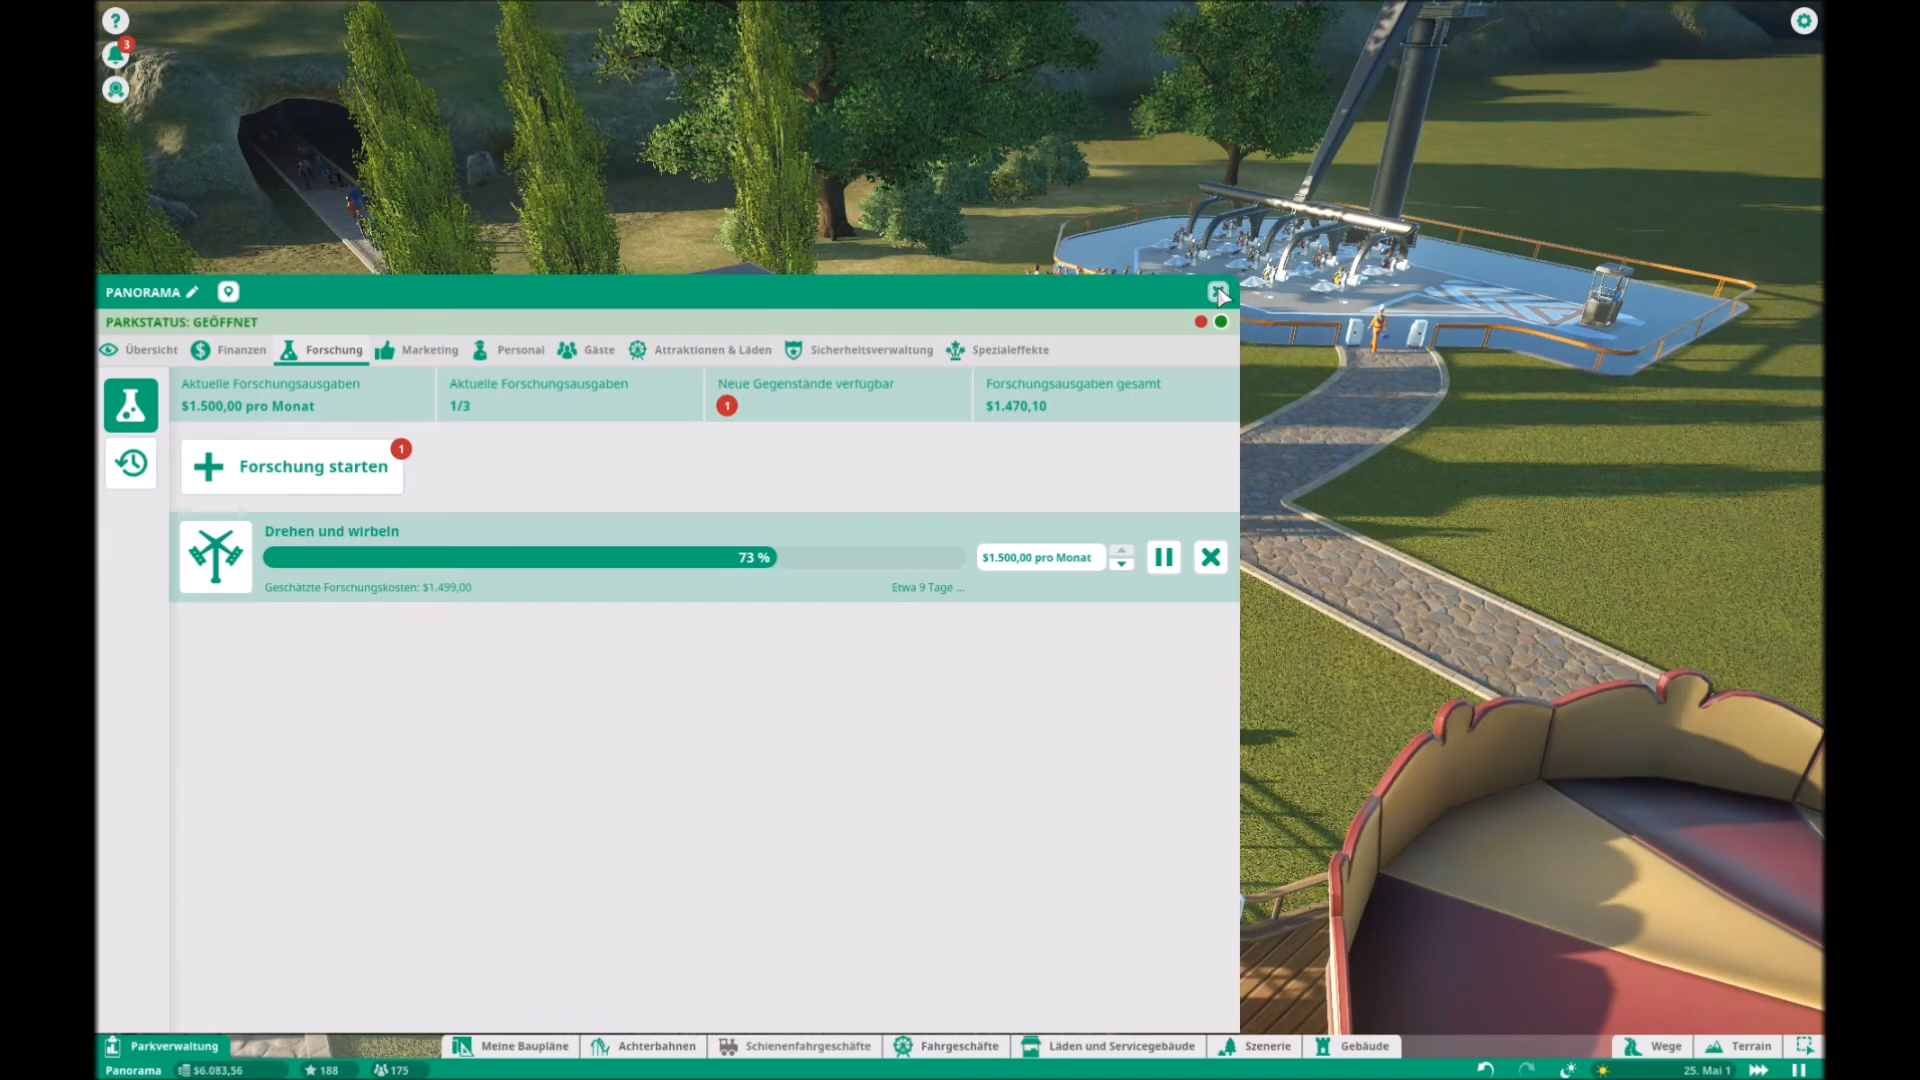 ?
3
PANORAMA
PARKSTATUS: GEÖFFNET
Übersicht Finanzen Forschung Marketing Personal Gäste Attraktionen & Läden Sicherheitsverwaltung Spezialeffekte
Aktuelle Forschungsausgaben Aktuelle Forschungsausgaben Neue Gegenstände verfügbar Forschungsausgaben gesamt
$1.500,00 pro Monat 1/3 1 $1.470,10
Forschung starten 1
Drehen und wirbeln
73 % $1.500,00 pro Monat
Geschätzte Forschungskosten: $1.499,00 Etwa 9 Tage ...
Parkverwaltung Meine Baupläne Achterbahnen Schienenfahrgeschäfte Fahrgeschäfte Läden und Servicegebäude Szenerie Gebäude Wege Terrain
Panorama $6.083,56 188 175 25. Mai 1